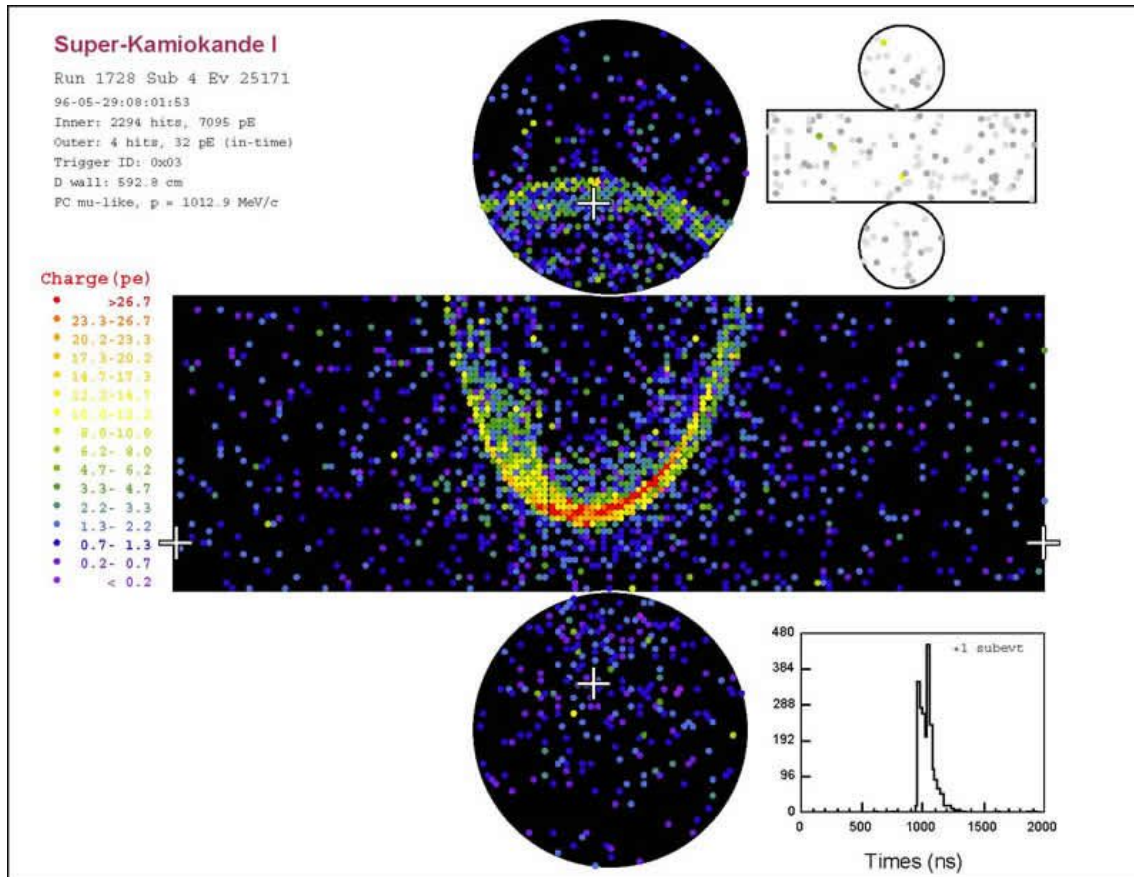 Super-Kamiokande I
Run 1728 Sub 4 Ev 25171
96-05-29:08:01:53
Inner: 2294 hits, 7095 pE
Outer: 4 hits, 32 pE (in-time)
Trigger ID: 0x03
D wall: 592.8 cm
FC mu-like, p = 1012.9 MeV/c
Charge(pe)
>26.7
23.3-26.7
20.2-23.3
17.3-20.2
14.7-17.3
12.2-14.7
10.0-12.2
8.0-10.0
6.2- 8.0
4.7- 6.2
3.3- 4.7
2.2- 3.3
1.3- 2.2
0.7- 1.3
0.2- 0.7
< 0.2
480
+1 subevt
384
288
192
96
0
0 500 1000 1500 2000
Times (ns)